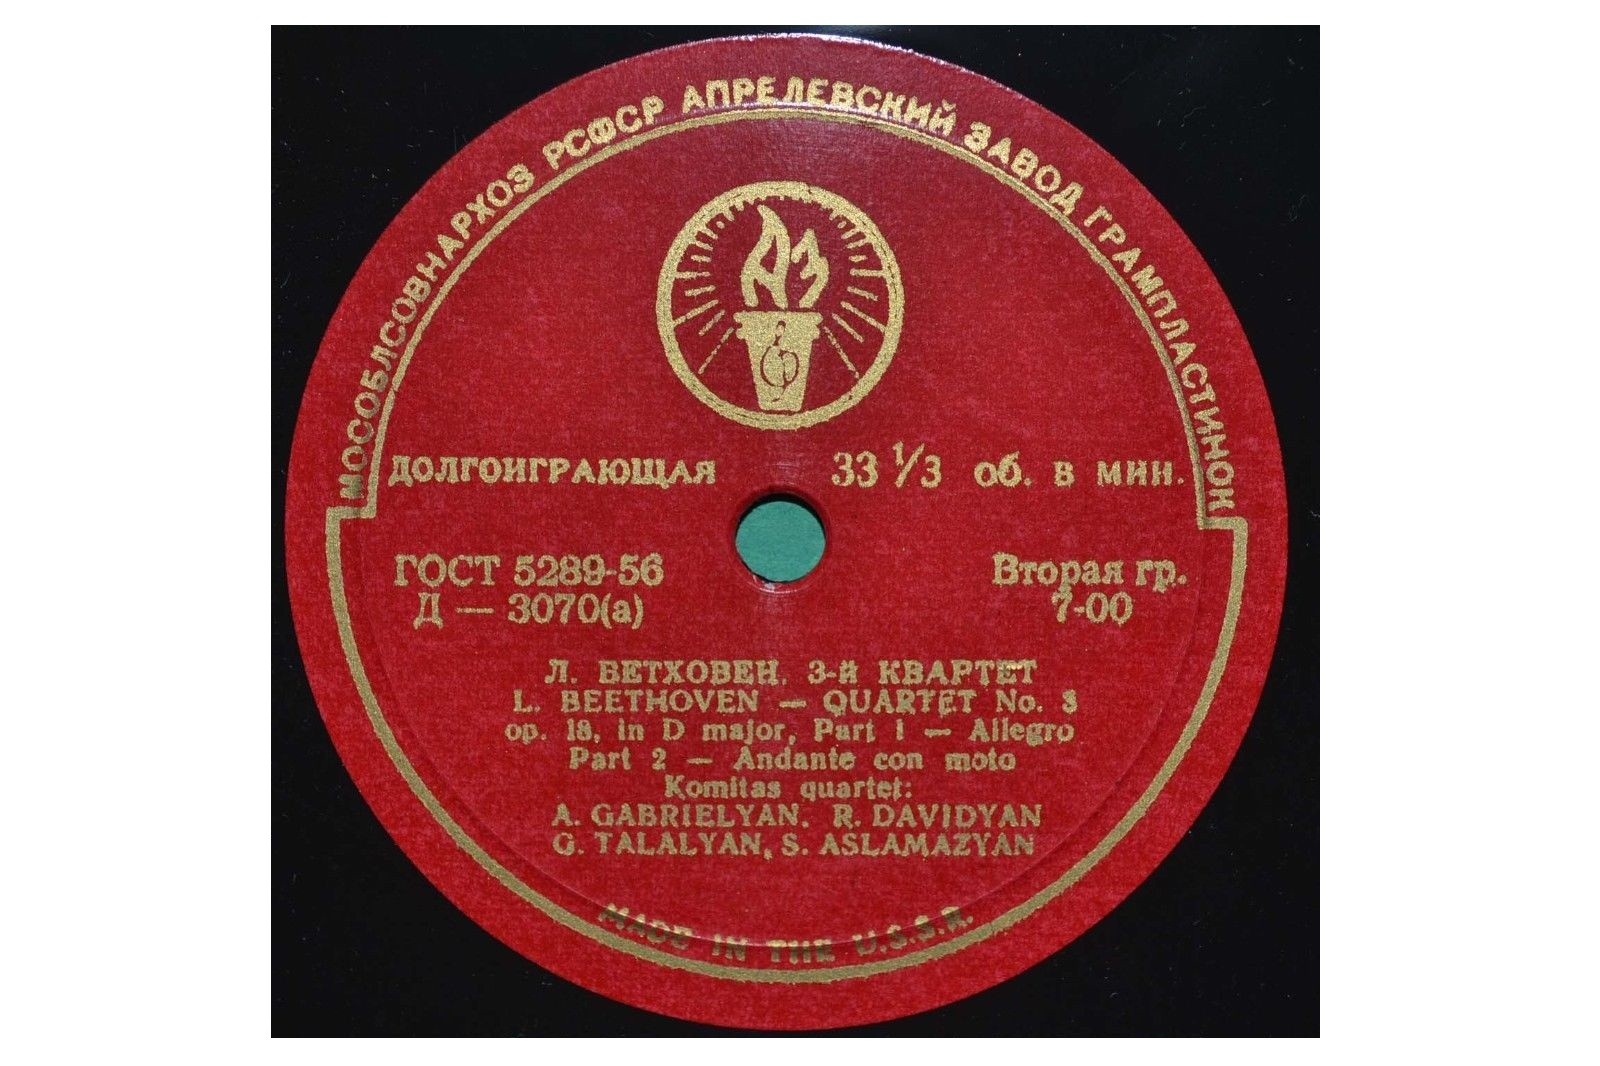 МОСОБЛСОВНАРХОЗ РСФСР АПРЕЛЕВСКИЙ ЗАВОД ГРАМПЛАСТИНОК
АЗ
ДОЛГОИГРАЮЩАЯ 33 1/3 об. в мин.
ГОСТ 5289-56 Вторая гр.
Д — 3070(а) 7-00
Л. БЕТХОВЕН, 3-й КВАРТЕТ
L. BEETHOVEN — QUARTET No. 3
op. 18, in D major, Part 1 — Allegro
Part 2 — Andante con moto
Komitas quartet:
A. GABRIELYAN. R. DAVIDYAN
G. TALALYAN, S. ASLAMAZYAN
MADE IN THE U.S.S.R.